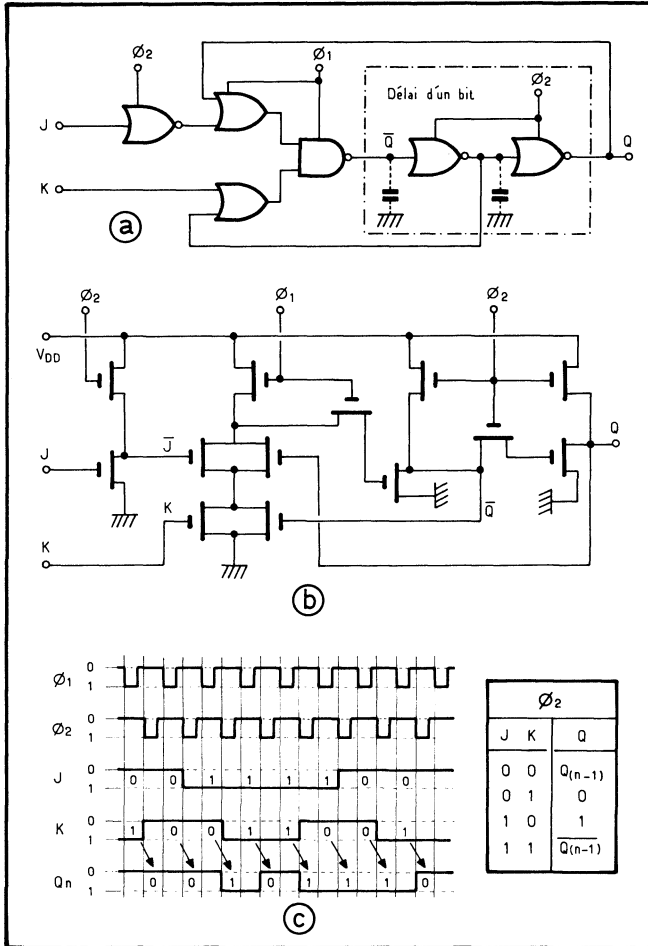 Ø2
Ø1
Ø2
Délai d'un bit
J
Q̅
Q
K
a
Ø2
Ø1
Ø2
VDD
J̅
Q
J
K
Q̅
K
b
Ø1
0
1
Ø2
0
1
J
0
1
0 0 1 1 1 1 0 0
K
0
1
1 0 0 1 1 0 0 1
Qn
0
1
0 0 1 0 1 1 1 0
c
Ø2
J K Q
0 0 Q(n-1)
0 1 0
1 0 1
1 1 Q̅(̅n̅-̅1̅)̅